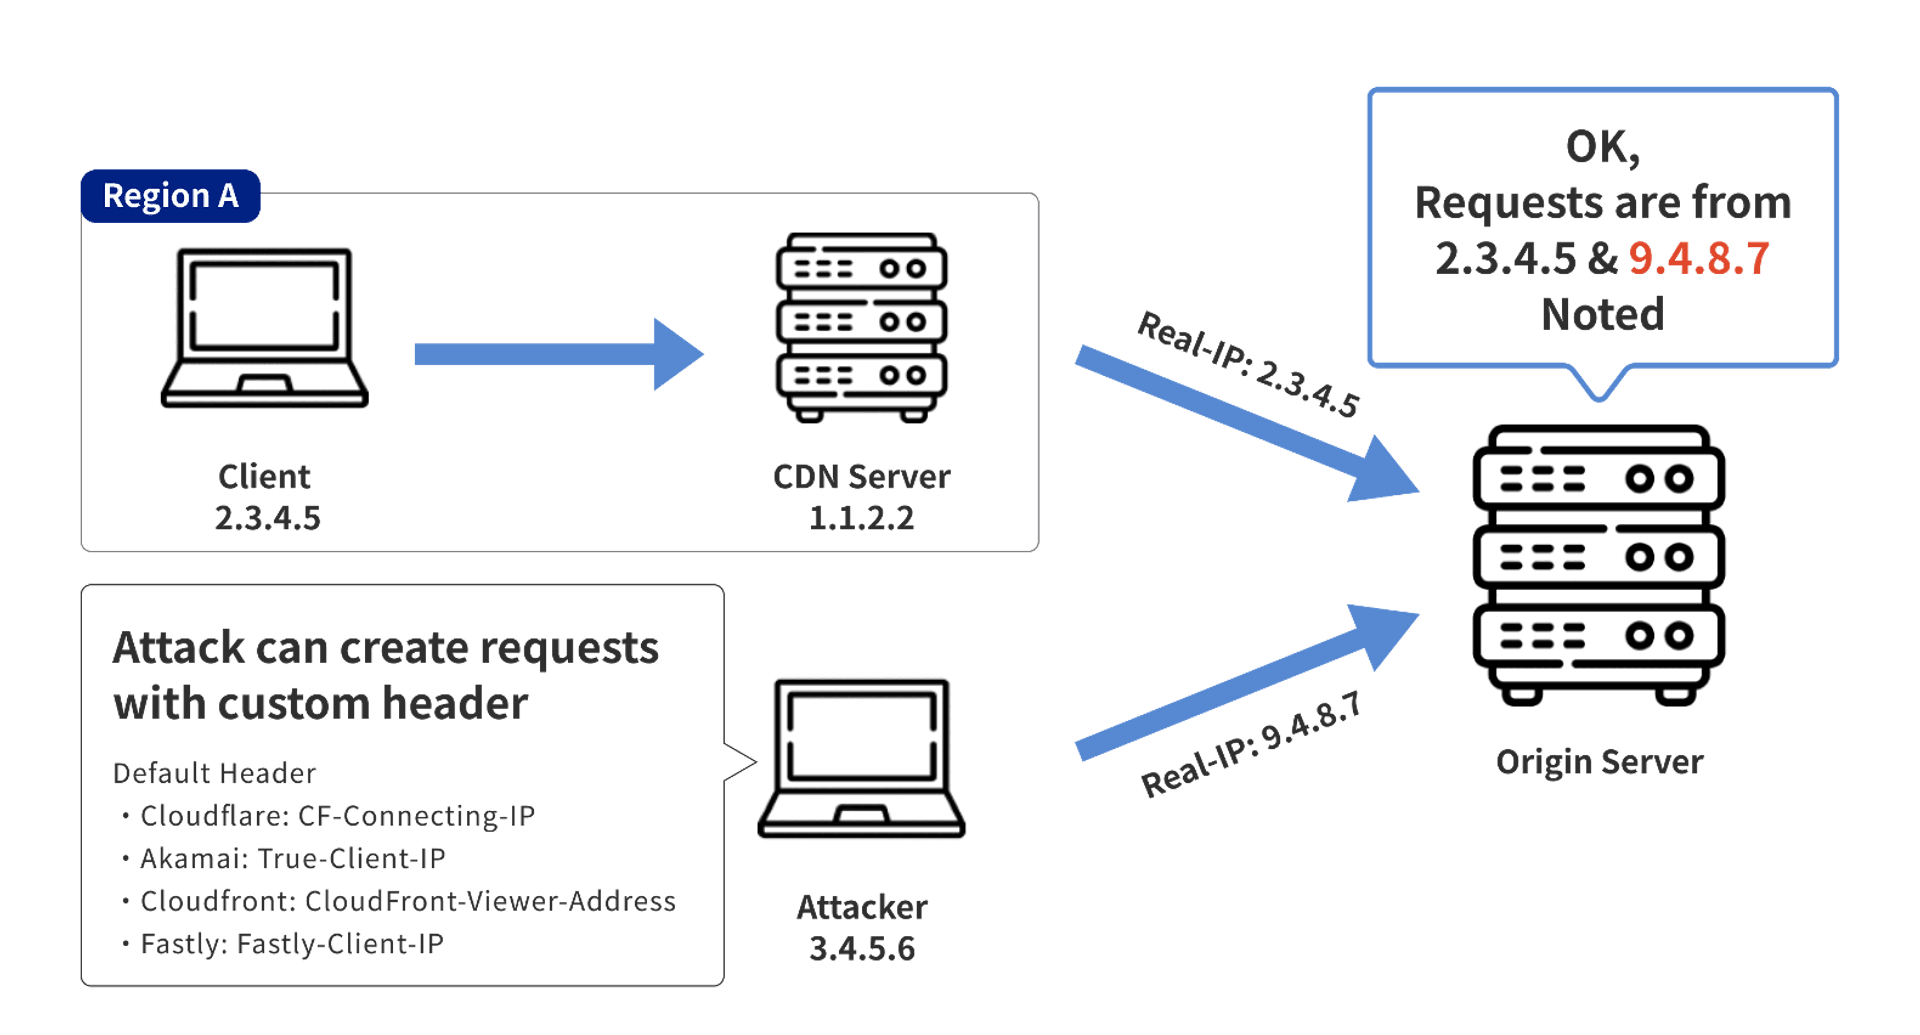 Region A
Client
2.3.4.5
CDN Server
1.1.2.2
Real-IP: 2.3.4.5
OK,
Requests are from
2.3.4.5 & 9.4.8.7
Noted
Attack can create requests
with custom header
Default Header
・Cloudflare: CF-Connecting-IP
・Akamai: True-Client-IP
・Cloudfront: CloudFront-Viewer-Address
・Fastly: Fastly-Client-IP
Attacker
3.4.5.6
Real-IP: 9.4.8.7
Origin Server